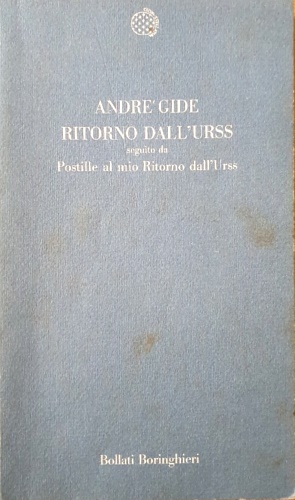 ANDRE' GIDE
RITORNO DALL'URSS
seguito da
Postille al mio Ritorno dall'Urss
Bollati Boringhieri